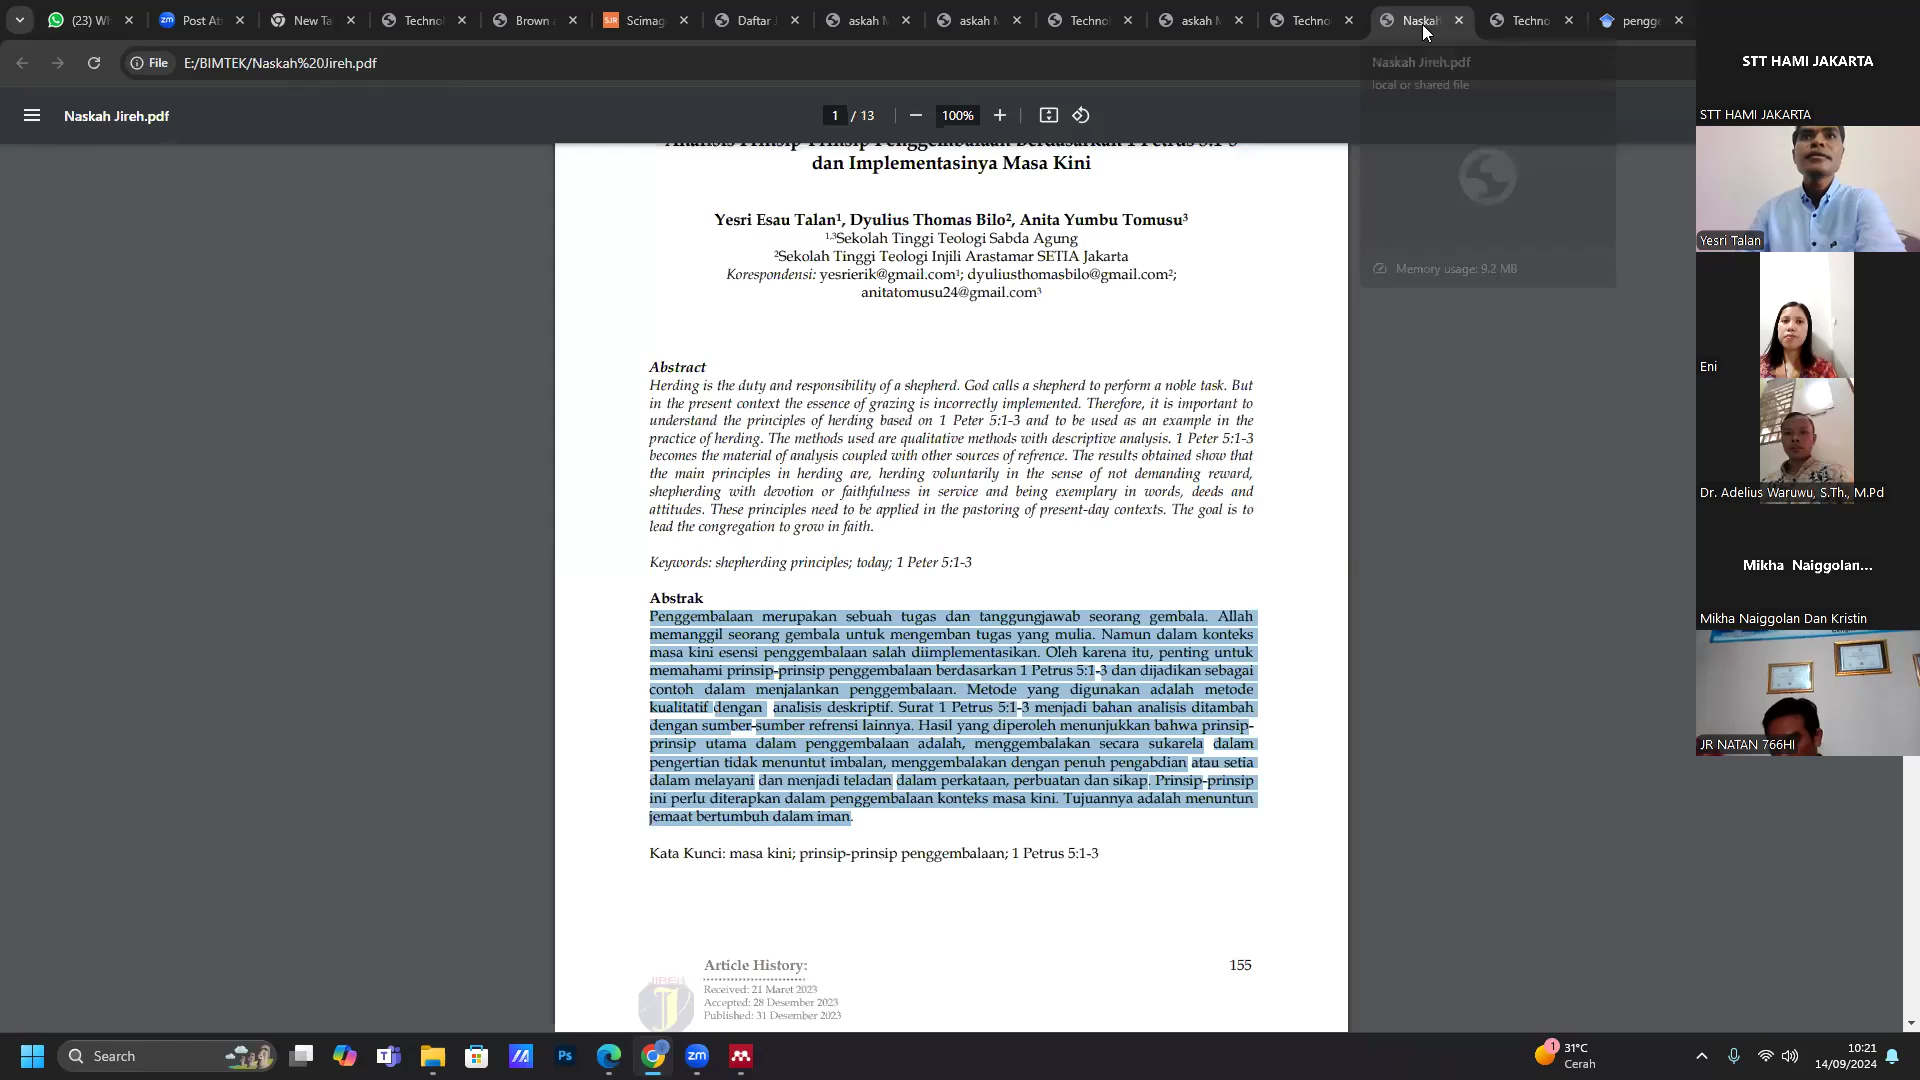 (23) Wh
Post At
New Ta
Technol
Brown
Scimag
Daftar
askah M
askah M
Techno
askah M
Techno
Naskah
Techno
pengge
File
E:/BIMTEK/Naskah%20Jireh.pdf
Naskah Jireh.pdf
local or shared file
Memory usage: 9.2 MB
Naskah Jireh.pdf
1 / 13
100%
Analisis Prinsip-Prinsip Penggembalaan Berdasarkan 1 Petrus 5:1-3
dan Implementasinya Masa Kini
Yesri Esau Talan¹, Dyulius Thomas Bilo², Anita Yumbu Tomusu³
¹,³Sekolah Tinggi Teologi Sabda Agung
²Sekolah Tinggi Teologi Injili Arastamar SETIA Jakarta
Korespondensi: yesrierik@gmail.com¹; dyuliusthomasbilo@gmail.com²;
anitatomusu24@gmail.com³
Abstract
Herding is the duty and responsibility of a shepherd. God calls a shepherd to perform a noble task. But
in the present context the essence of grazing is incorrectly implemented. Therefore, it is important to
understand the principles of herding based on 1 Peter 5:1-3 and to be used as an example in the
practice of herding. The methods used are qualitative methods with descriptive analysis. 1 Peter 5:1-3
becomes the material of analysis coupled with other sources of refrence. The results obtained show that
the main principles in herding are, herding voluntarily in the sense of not demanding reward,
shepherding with devotion or faithfulness in service and being exemplary in words, deeds and
attitudes. These principles need to be applied in the pastoring of present-day contexts. The goal is to
lead the congregation to grow in faith.
Keywords: shepherding principles; today; 1 Peter 5:1-3
Abstrak
Penggembalaan merupakan sebuah tugas dan tanggungjawab seorang gembala. Allah
memanggil seorang gembala untuk mengemban tugas yang mulia. Namun dalam konteks
masa kini esensi penggembalaan salah diimplementasikan. Oleh karena itu, penting untuk
memahami prinsip-prinsip penggembalaan berdasarkan 1 Petrus 5:1-3 dan dijadikan sebagai
contoh dalam menjalankan penggembalaan. Metode yang digunakan adalah metode
kualitatif dengan analisis deskriptif. Surat 1 Petrus 5:1-3 menjadi bahan analisis ditambah
dengan sumber-sumber refrensi lainnya. Hasil yang diperoleh menunjukkan bahwa prinsip-
prinsip utama dalam penggembalaan adalah, menggembalakan secara sukarela dalam
pengertian tidak menuntut imbalan, menggembalakan dengan penuh pengabdian atau setia
dalam melayani dan menjadi teladan dalam perkataan, perbuatan dan sikap. Prinsip-prinsip
ini perlu diterapkan dalam penggembalaan konteks masa kini. Tujuannya adalah menuntun
jemaat bertumbuh dalam iman.
Kata Kunci: masa kini; prinsip-prinsip penggembalaan; 1 Petrus 5:1-3
Article History:
155
JIREH
Received: 21 Maret 2023
Accepted: 28 Desember 2023
Published: 31 Desember 2023
STT HAMI JAKARTA
STT HAMI JAKARTA
Yesri Talan
Eni
Dr. Adelius Waruwu, S.Th., M.Pd
Mikha Naiggolan...
Mikha Naiggolan Dan Kristin
JR NATAN 766HI
Search
Ps
zm
1
31°C
Cerah
10:21
14/09/2024